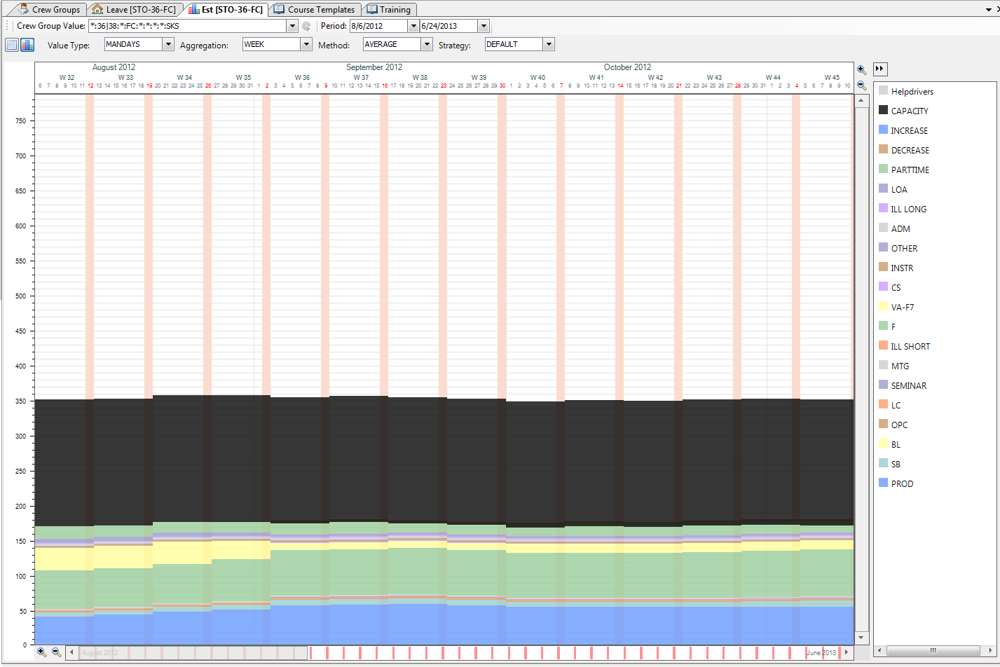 Crew Groups Leave [STO-36-FC] Est [STO-36-FC] Course Templates Training
Crew Group Value: *:36|38:*:FC:*:*:*:*:SKS Period: 8/6/2012 6/24/2013
Value Type: MANDAYS Aggregation: WEEK Method: AVERAGE Strategy: DEFAULT
August 2012 September 2012 October 2012
W 32 W 33 W 34 W 35 W 36 W 37 W 38 W 39 W 40 W 41 W 42 W 43 W 44 W 45
6 7 8 9 10 11 12 13 14 15 16 17 18 19 20 21 22 23 24 25 26 27 28 29 30 31 1 2 3 4 5 6 7 8 9 10 11 12 13 14 15 16 17 18 19 20 21 22 23 24 25 26 27 28 29 30 1 2 3 4 5 6 7 8 9 10 11 12 13 14 15 16 17 18 19 20 21 22 23 24 25 26 27 28 29 30 31 1 2 3 4 5 6 7 8 9 10
750
700
650
600
550
500
450
400
350
300
250
200
150
100
50
0
August 2012 June 2013
Helpdrivers
CAPACITY
INCREASE
DECREASE
PARTTIME
LOA
ILL LONG
ADM
OTHER
INSTR
CS
VA-F7
F
ILL SHORT
MTG
SEMINAR
LC
OPC
BL
SB
PROD